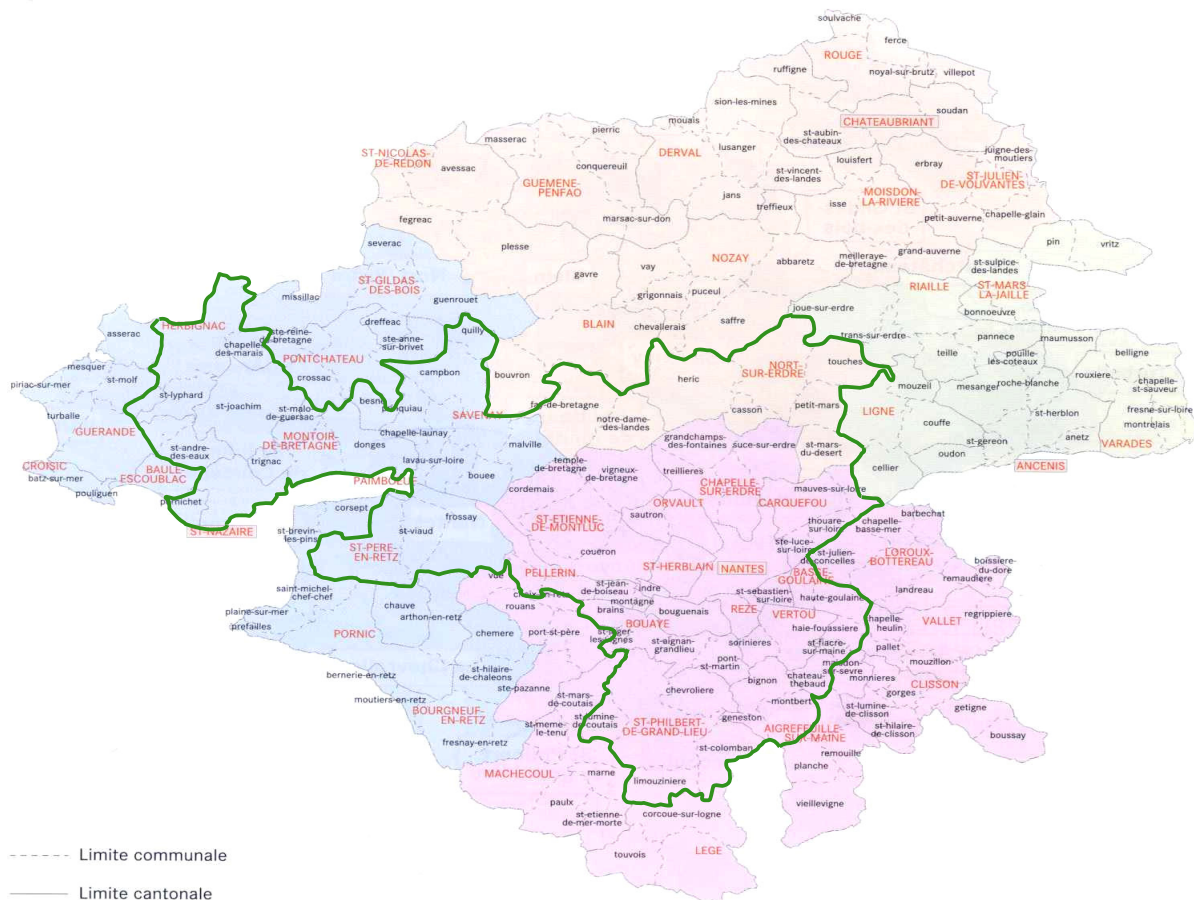 soulvache
ferce
ROUGE
ruffigne
noyal-sur-brutz
villepot
sion-les-mines
soudan
mouais
CHATEAUBRIANT
pierric
masserac
st-aubin-
des-chateaux
lusanger
DERVAL
juigne-des-
moutiers
ST-NICOLAS-
DE-REDON
avessac
conquereuil
louisfert
erbray
st-vincent-
des-landes
ST-JULIEN-
DE-VOUVANTES
GUEMENE-
PENFAO
jans
MOISDON-
LA-RIVIERE
treffieux
isse
fegreac
marsac-sur-don
petit-auverne
chapelle-glain
severac
plesse
pin
vritz
grand-auverne
NOZAY
abbaretz
meilleraye-
de-bretagne
vay
gavre
st-sulpice-
des-landes
ST-GILDAS-
DES-BOIS
missillac
guenrouet
grigonnais
puceul
RIAILLE
ST-MARS-
LA-JAILLE
joue-sur-erdre
bonnoeuvre
HERBIGNAC
asserac
dreffeac
quilly
BLAIN
chevallerais
saffre
ste-reine-
de-bretagne
ste-anne-
sur-brivet
trans-sur-erdre
pannece
maumusson
chapelle-
des-marais
PONTCHATEAU
teille
pouille-
les-coteaux
belligne
mesquer
touches
campbon
bouvron
NORT-
SUR-ERDRE
rouxiere
piriac-sur-mer
st-molf
crossac
heric
mouzeil
mesanger
roche-blanche
chapelle-
st-sauveur
st-lyphard
besne
prinquiau
fay-de-bretagne
casson
petit-mars
LIGNE
st-herblon
fresne-sur-loire
turballe
st-joachim
st-malo-
de-guersac
SAVENAY
notre-dame-
des-landes
couffe
montrelais
GUERANDE
MONTOIR-
DE-BRETAGNE
chapelle-launay
grandchamps-
des-fontaines
suce-sur-erdre
st-mars-
du-desert
st-gereon
anetz
VARADES
donges
malville
st-andre-
des-eaux
trignac
lavau-sur-loire
temple-
de-bretagne
vigneux-
de-bretagne
treillieres
oudon
CROISIC
batz-sur-mer
BAULE-
ESCOUBLAC
bouee
cellier
ANCENIS
pouliguen
PAIMBOEUF
cordemais
CHAPELLE-
SUR-ERDRE
mauves-sur-loire
pornichet
ORVAULT
CARQUEFOU
corsept
frossay
sautron
barbechat
ST-NAZAIRE
st-brevin-
les-pins
st-viaud
ST-ETIENNE-
DE-MONTLUC
thouare-
sur-loire
chapelle-
basse-mer
ST-PERE-
EN-RETZ
coueron
ste-luce-
sur-loire
st-julien-
de-concelles
LOROUX-
BOTTEREAU
boissiere-
du-dore
vue
PELLERIN
ST-HERBLAIN
NANTES
BASSE-
GOULAINE
remaudiere
saint-michel-
chef-chef
st-jean-
de-boiseau
indre
st-sebastien-
sur-loire
haute-goulaine
landreau
rouans
montagne
brains
bouguenais
REZE
VERTOU
regrippiere
plaine-sur-mer
chauve
arthon-en-retz
BOUAYE
chapelle-
heulin
VALLET
prefailles
PORNIC
chemere
port-st-père
st-leger-
les-vignes
st-aignan-
grandlieu
sorinieres
haie-fouassiere
st-fiacre-
sur-maine
pallet
pont-
st-martin
maisdon-
sur-sevre
mouzillon
bernerie-en-retz
st-hilaire-
de-chaleons
ste-pazanne
chevroliere
bignon
chateau-
thebaud
monnieres
gorges
CLISSON
moutiers-en-retz
st-mars-
de-coutais
montbert
getigne
BOURGNEUF-
EN-RETZ
st-meme-
le-tenu
st-lumine-
de-coutais
ST-PHILBERT-
DE-GRAND-LIEU
geneston
AIGREFEUILLE-
SUR-MAINE
st-lumine-
de-clisson
st-hilaire-
de-clisson
boussay
fresnay-en-retz
st-colomban
remouille
MACHECOUL
marne
limouziniere
planche
paulx
st-etienne-
de-mer-morte
corcoue-sur-logne
vieillevigne
touvois
LEGE
Limite communale
Limite cantonale